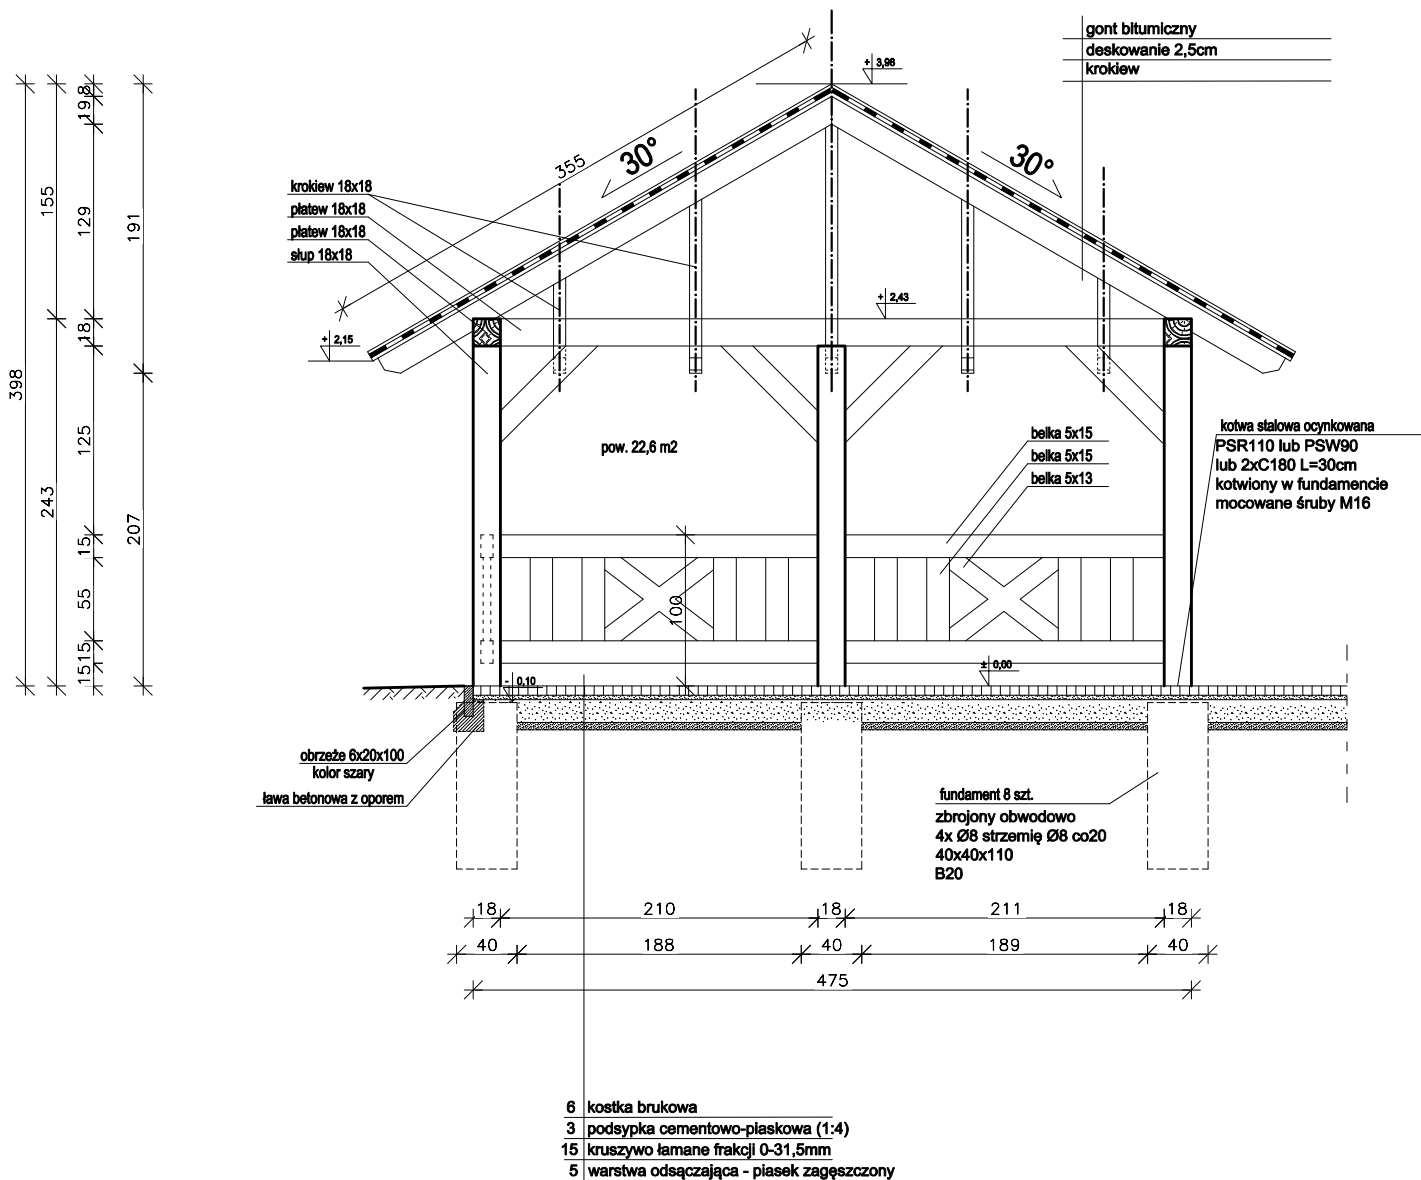 gont bitumiczny
deskowanie 2,5cm
krokiew
+ 3,98
355
30°
30°
krokiew 18x18
płatew 18x18
płatew 18x18
słup 18x18
+ 2,43
+ 2,15
398
155
243
19
8
129
18
125
15
55
15
15
191
207
pow. 22,6 m2
belka 5x15
belka 5x15
belka 5x13
kotwa stalowa ocynkowana
PSR110 lub PSW90
lub 2xC180 L=30cm
kotwiony w fundamencie
mocowane śruby M16
100
± 0,00
- 0,10
obrzeże 6x20x100
kolor szary
ława betonowa z oporem
fundament 8 szt.
zbrojony obwodowo
4x Ø8 strzemię Ø8 co20
40x40x110
B20
18 210 18 211 18
40 188 40 189 40
475
6 kostka brukowa
3 podsypka cementowo-piaskowa (1:4)
15 kruszywo łamane frakcji 0-31,5mm
5 warstwa odsączająca - piasek zagęszczony